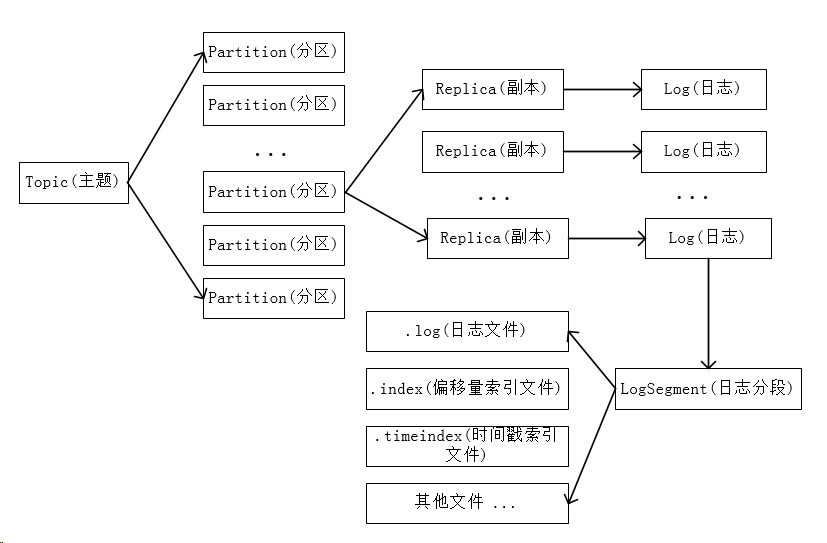 Topic(主题)
Partition(分区)
Partition(分区)
...
Partition(分区)
Partition(分区)
Partition(分区)
Replica(副本)
Log(日志)
Replica(副本)
Log(日志)
...
...
Replica(副本)
Log(日志)
LogSegment(日志分段)
.log(日志文件)
.index(偏移量索引文件)
.timeindex(时间戳索引
文件)
其他文件 ...